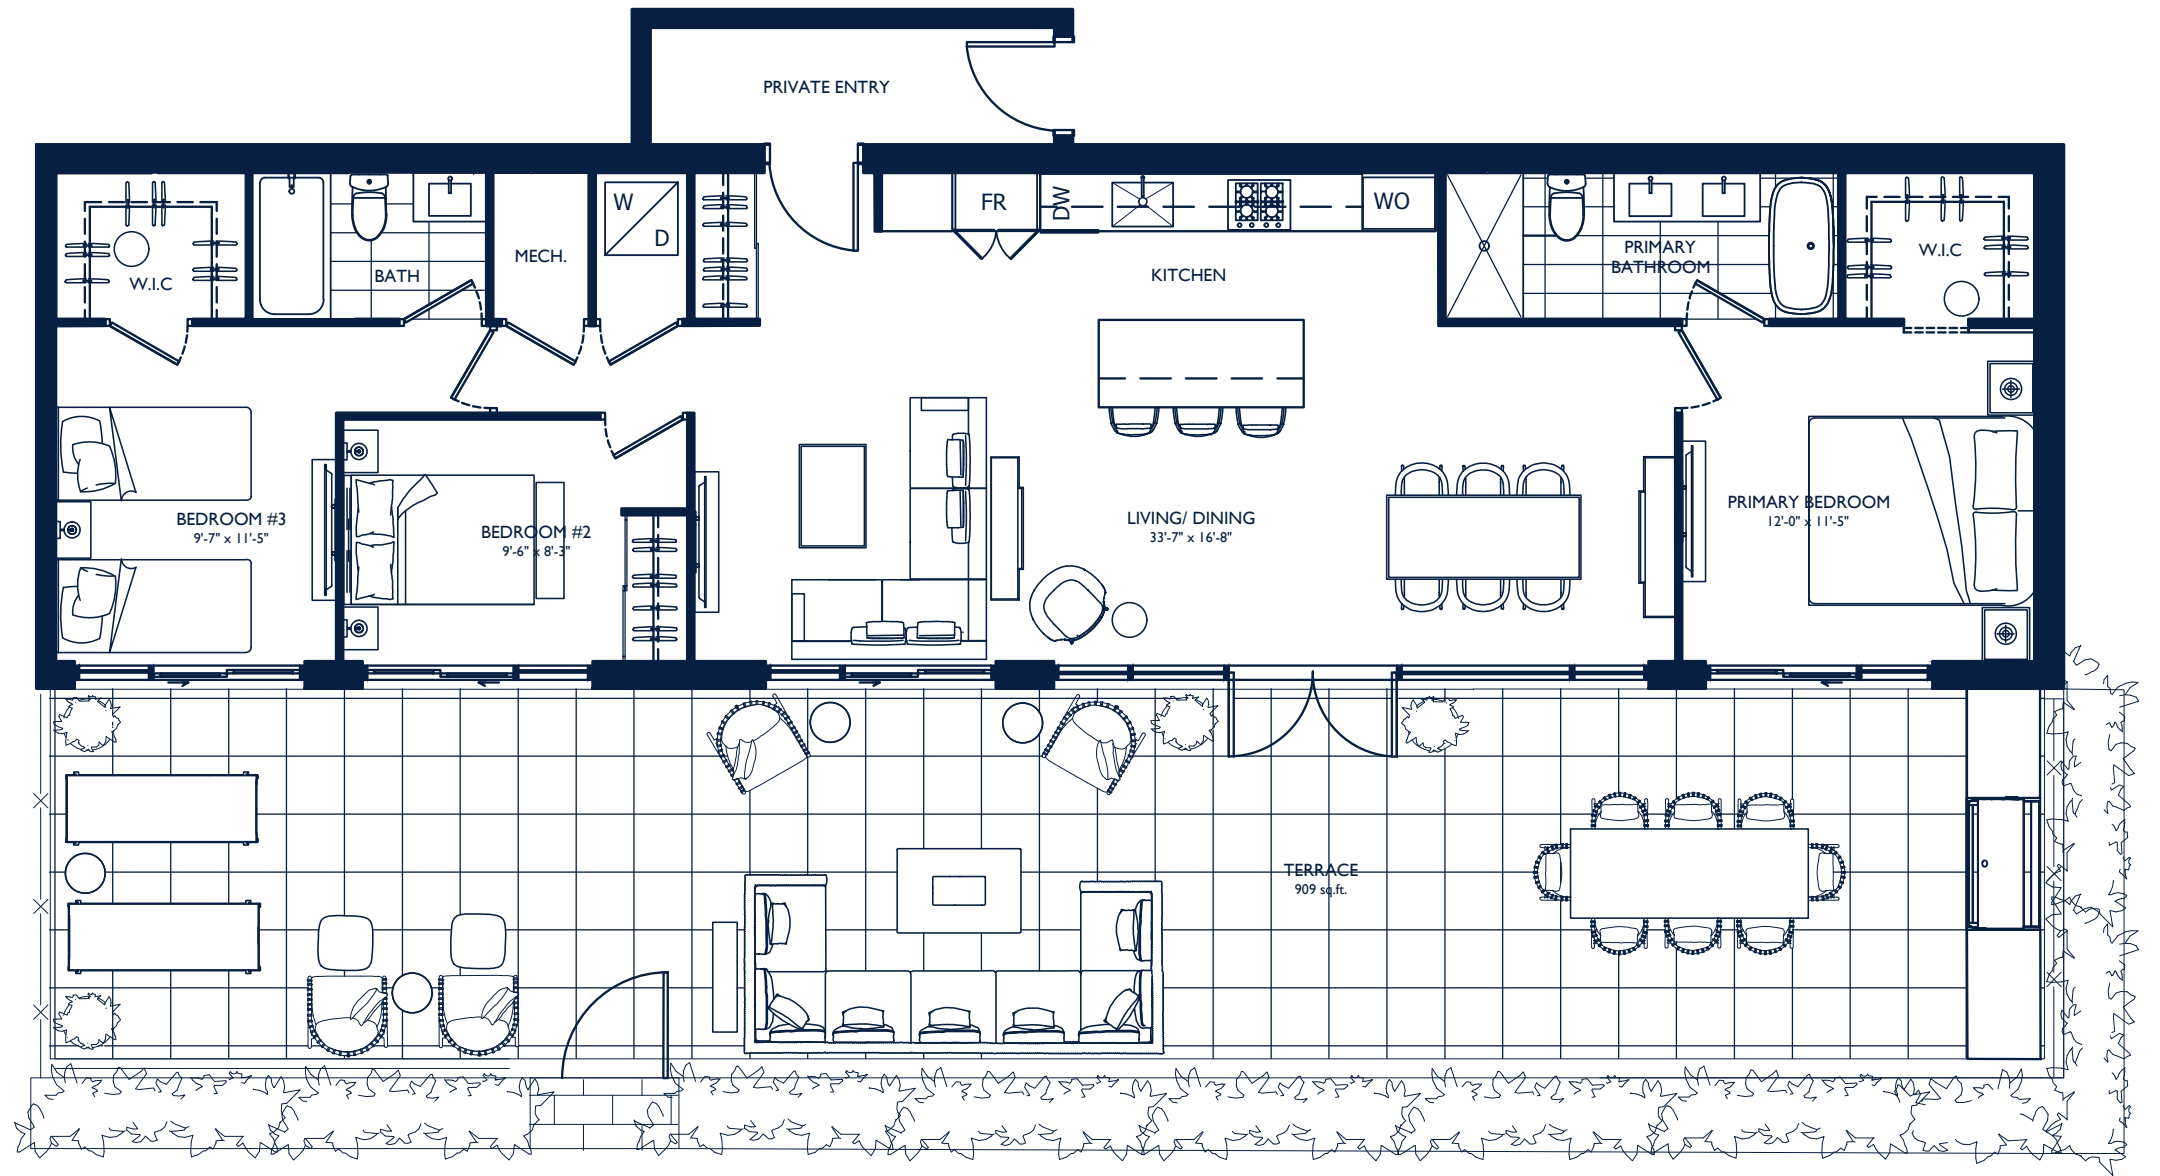 PRIVATE ENTRY
W
D
FR
DW
WO
W.I.C
BATH
MECH.
KITCHEN
PRIMARY
BATHROOM
W.I.C
BEDROOM #3
9'-7" x 11'-5"
BEDROOM #2
9'-6" x 8'-3"
LIVING/ DINING
33'-7" x 16'-8"
PRIMARY BEDROOM
12'-0" x 11'-5"
TERRACE
909 sq.ft.